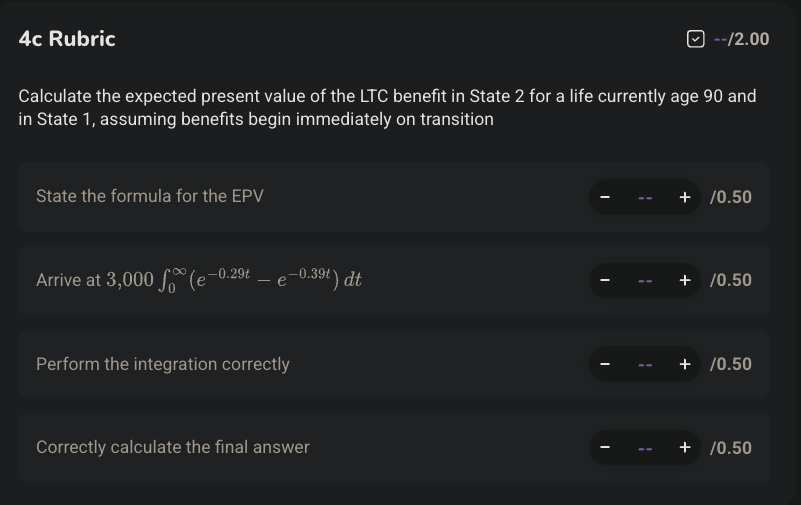 4c Rubric
--/2.00
Calculate the expected present value of the LTC benefit in State 2 for a life currently age 90 and
in State 1, assuming benefits begin immediately on transition
State the formula for the EPV
− -- + /0.50
Arrive at 3,000 ∫₀^∞ (e^{−0.29t} − e^{−0.39t}) dt
− -- + /0.50
Perform the integration correctly
− -- + /0.50
Correctly calculate the final answer
− -- + /0.50